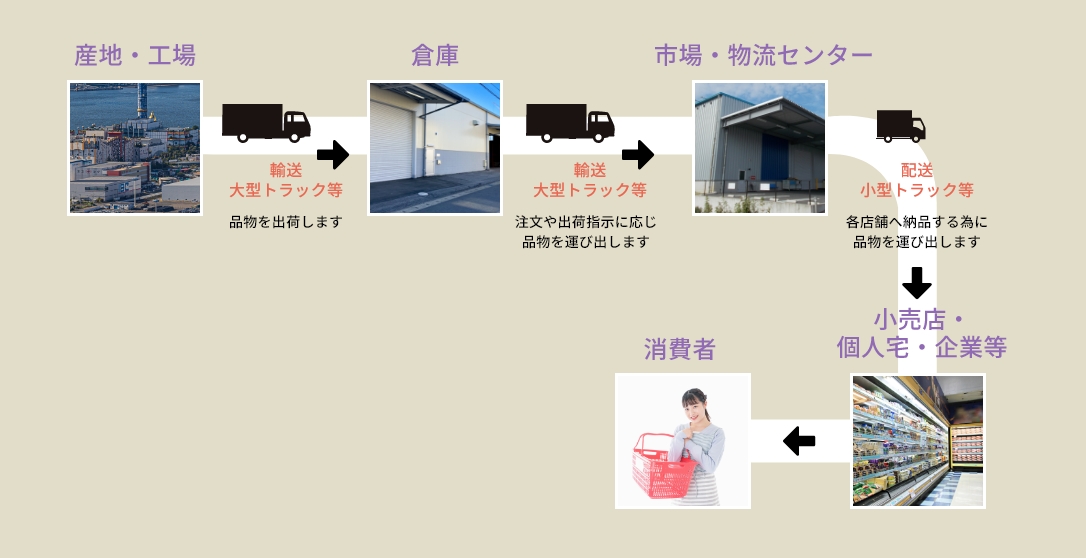 産地・工場
倉庫
市場・物流センター
輸送
大型トラック等
品物を出荷します
輸送
大型トラック等
注文や出荷指示に応じ
品物を運び出します
配送
小型トラック等
各店舗へ納品する為に
品物を運び出します
小売店・
個人宅・企業等
消費者